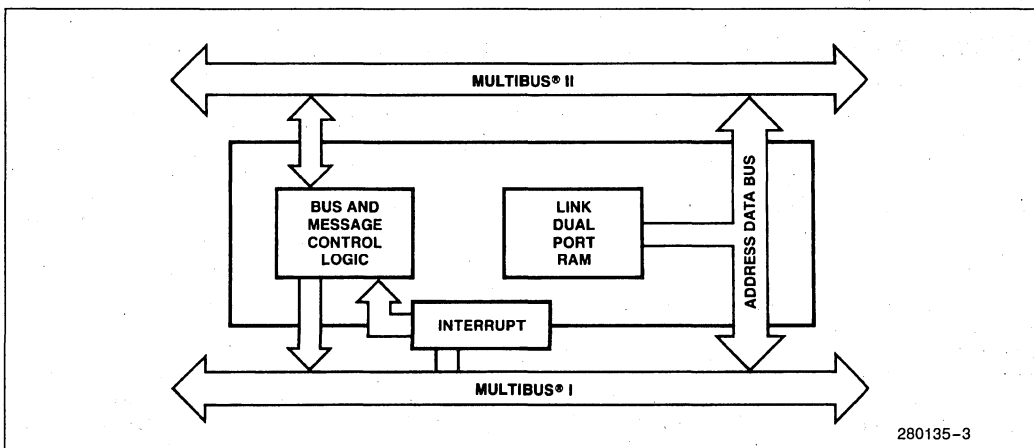 MULTIBUS® II
BUS AND
MESSAGE
CONTROL
LOGIC
LINK
DUAL
PORT
RAM
ADDRESS DATA BUS
INTERRUPT
MULTIBUS® I
280135-3